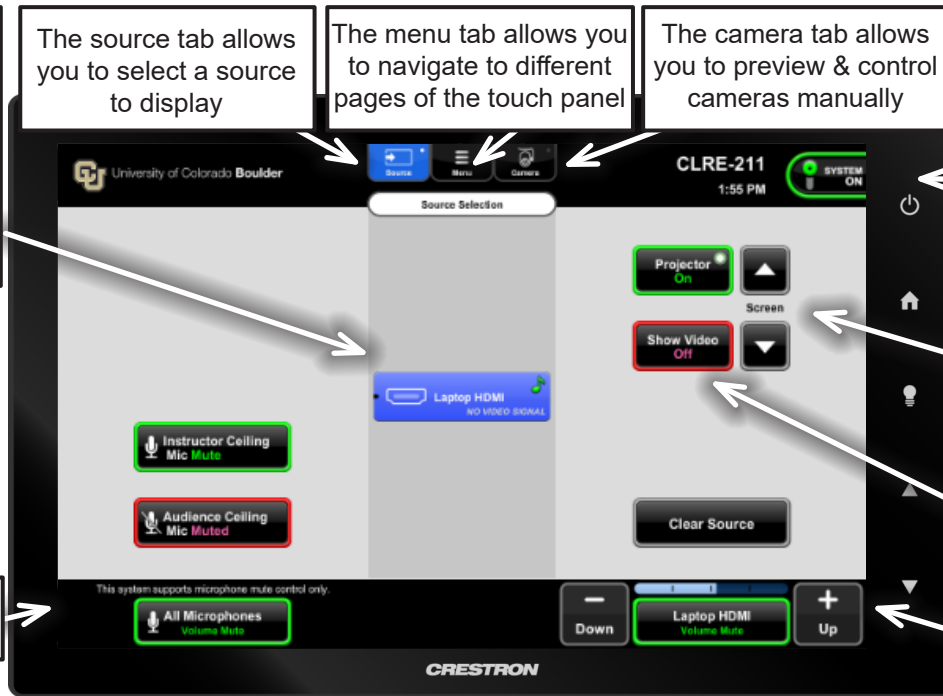 The source tab allows
you to select a source
to display
The menu tab allows you
to navigate to different
pages of the touch panel
The camera tab allows
you to preview & control
cameras manually
University of Colorado Boulder
Source
Menu
Camera
CLRE-211
1:55 PM
SYSTEM
ON
Source Selection
Projector
On
Screen
Show Video
Off
Laptop HDMI
NO VIDEO SIGNAL
Instructor Ceiling
Mic Mute
Audience Ceiling
Mic Muted
Clear Source
This system supports microphone mute control only.
All Microphones
Volume Mute
Down
Laptop HDMI
Volume Mute
Up
CRESTRON